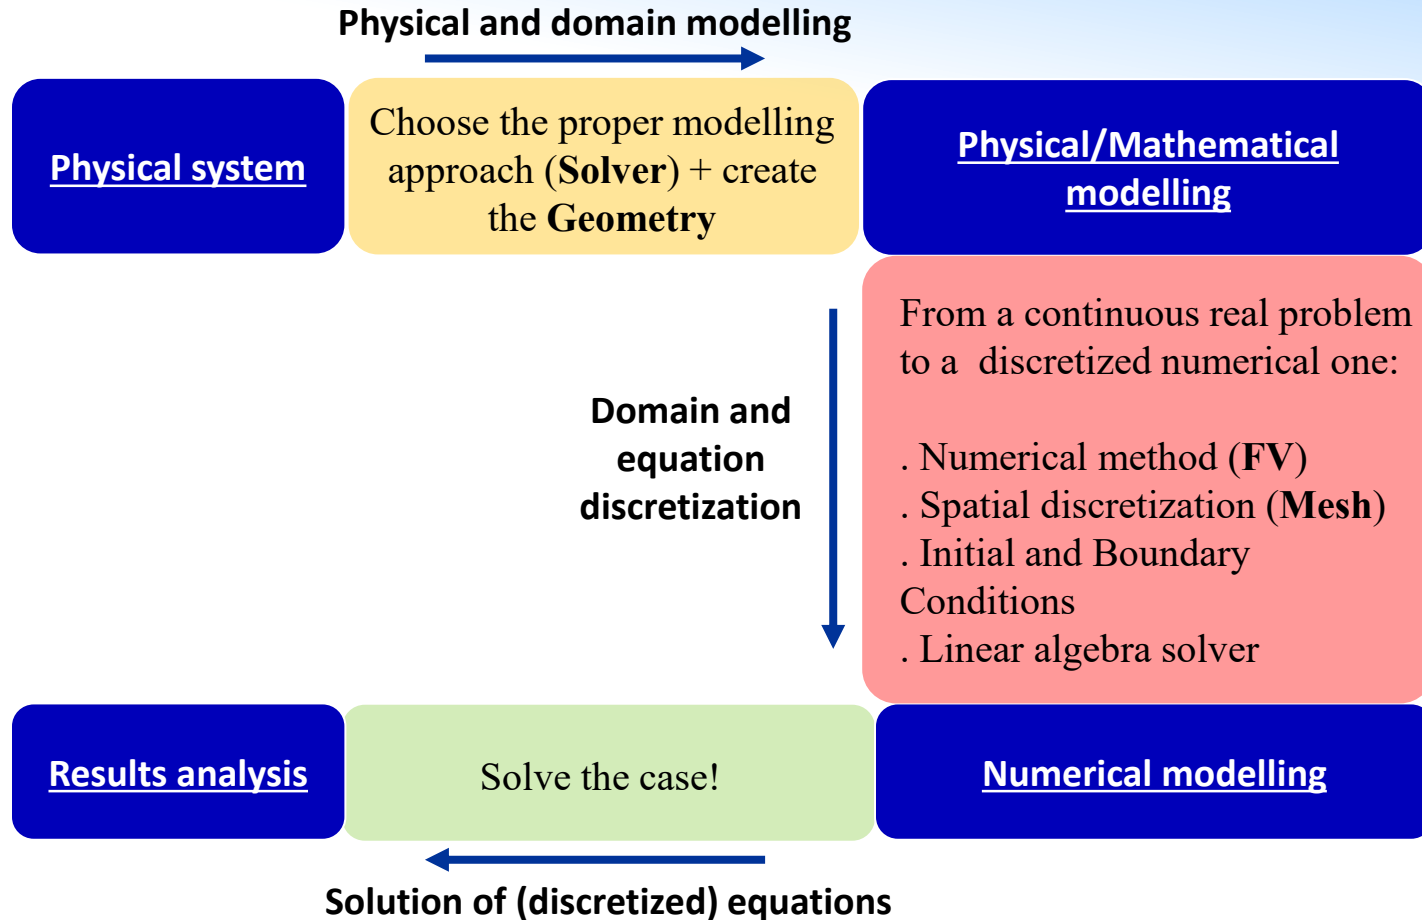 Physical and domain modelling
Physical system
Choose the proper modelling
approach (Solver) + create
the Geometry
Physical/Mathematical
modelling
From a continuous real problem
to a  discretized numerical one:
. Numerical method (FV)
. Spatial discretization (Mesh)
. Initial and Boundary
Conditions
. Linear algebra solver
Domain and
equation
discretization
Results analysis
Solve the case!
Numerical modelling
Solution of (discretized) equations